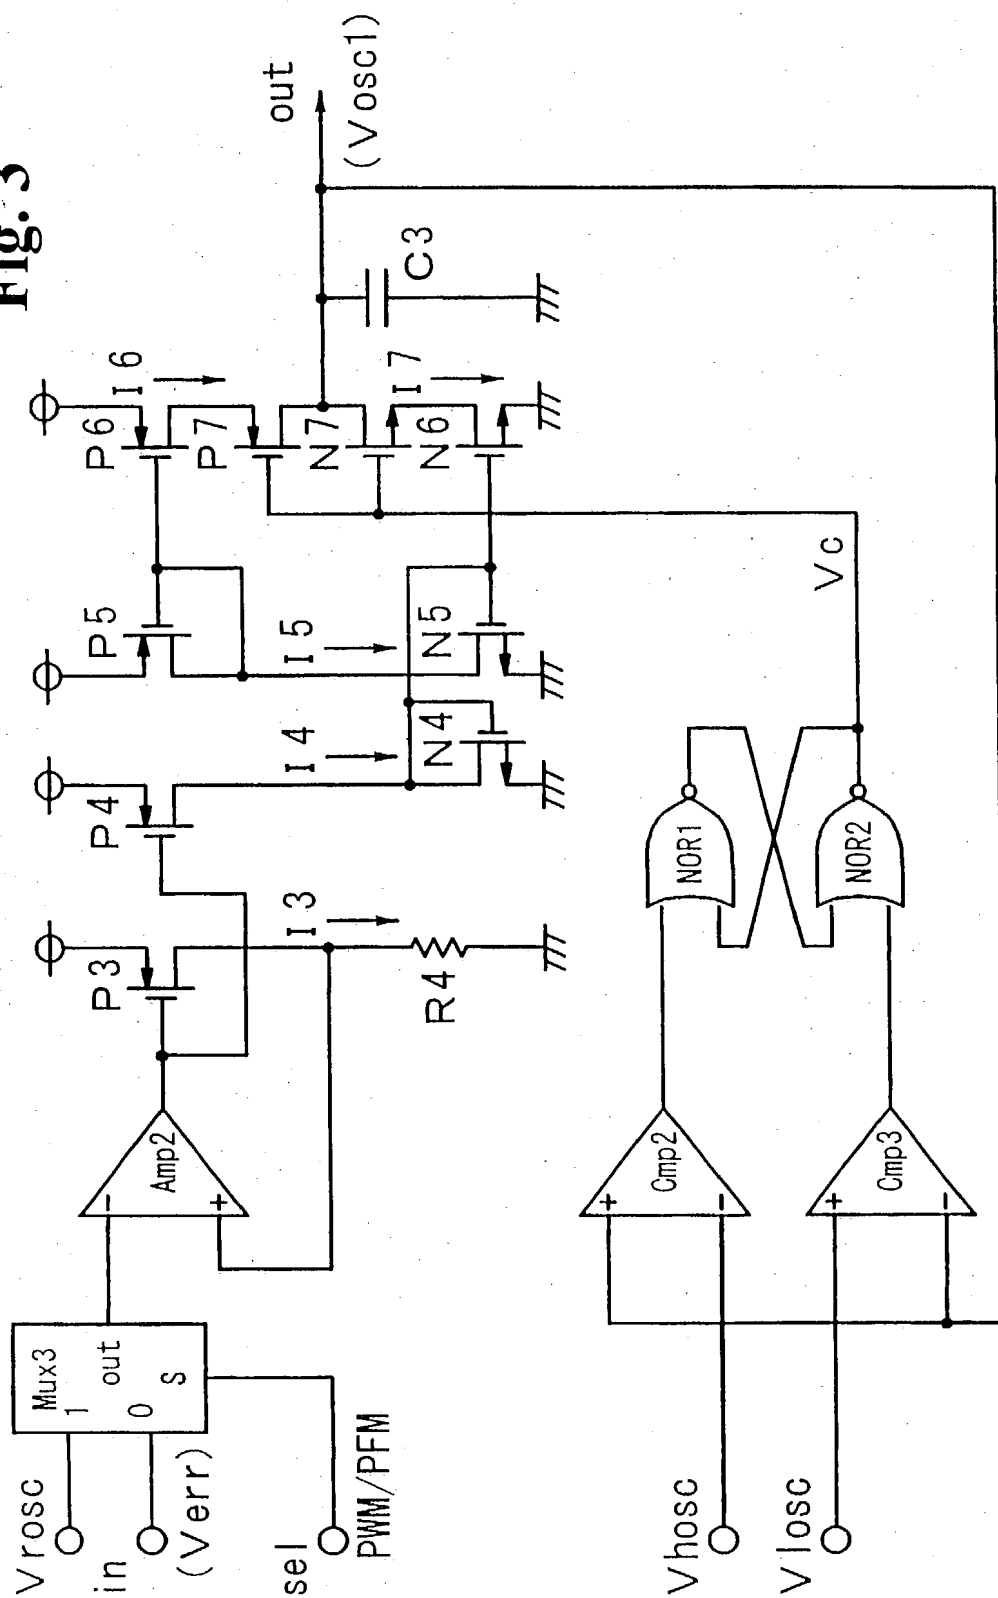 Fig. 3
Vrosc
in
(Verr)
sel
PWM/PFM
Mux3
1
0
out
S
Amp2
-
+
P3
I3
R4
P4
I4
N4
P5
I5
N5
P6
I6
P7
N7
I7
N6
C3
out
(Vosc1)
Vhosc
Vlosc
+
-
Cmp2
+
-
Cmp3
NOR1
NOR2
Vc